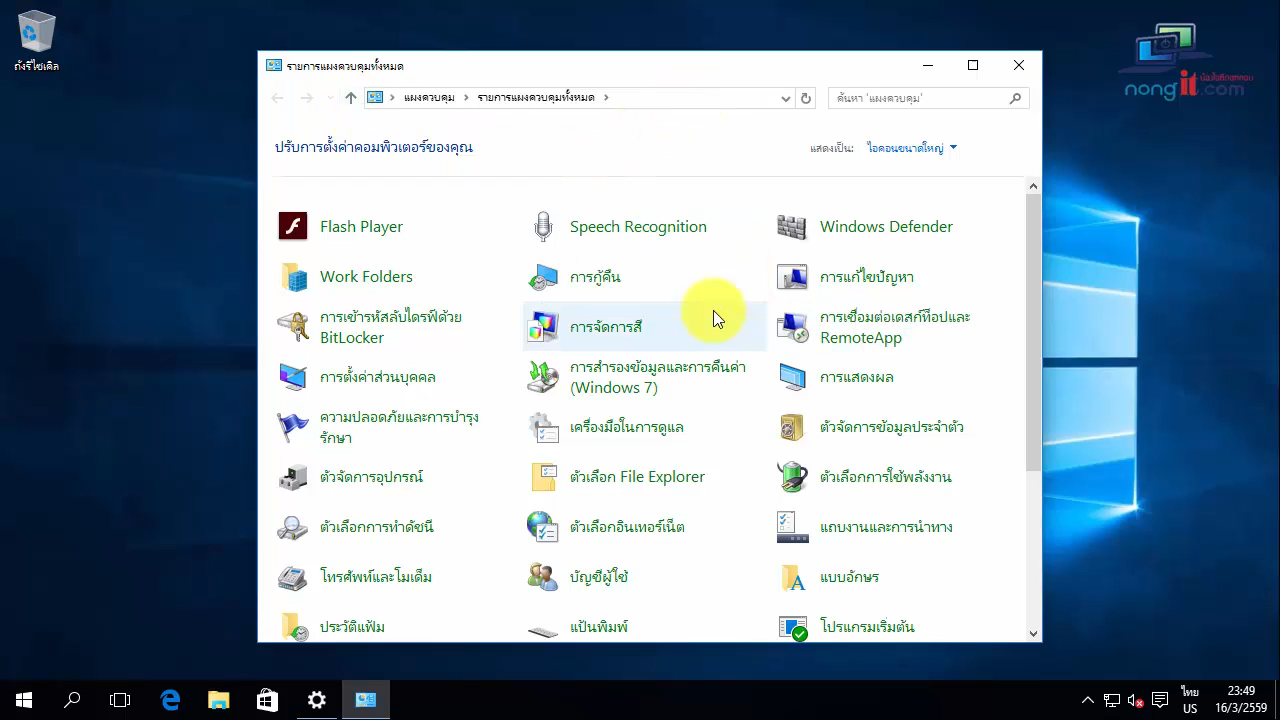 ถังรีไซเคิล
น้องไอทีดอทคอม
nongit.com
รายการแผงควบคุมทั้งหมด
แผงควบคุม
รายการแผงควบคุมทั้งหมด
ค้นหา 'แผงควบคุม'
ปรับการตั้งค่าคอมพิวเตอร์ของคุณ
แสดงเป็น: ไอคอนขนาดใหญ่
Flash Player
Speech Recognition
Windows Defender
Work Folders
การกู้คืน
การแก้ไขปัญหา
การเข้ารหัสลับไดรฟ์ด้วย
BitLocker
การจัดการสี
การเชื่อมต่อเดสก์ท็อปและ
RemoteApp
การตั้งค่าส่วนบุคคล
การสำรองข้อมูลและการคืนค่า
(Windows 7)
การแสดงผล
ความปลอดภัยและการบำรุง
รักษา
เครื่องมือในการดูแล
ตัวจัดการข้อมูลประจำตัว
ตัวจัดการอุปกรณ์
ตัวเลือก File Explorer
ตัวเลือกการใช้พลังงาน
ตัวเลือกการทำดัชนี
ตัวเลือกอินเทอร์เน็ต
แถบงานและการนำทาง
โทรศัพท์และโมเด็ม
บัญชีผู้ใช้
แบบอักษร
ประวัติแฟ้ม
แป้นพิมพ์
โปรแกรมเริ่มต้น
ไทย
US
23:49
16/3/2559